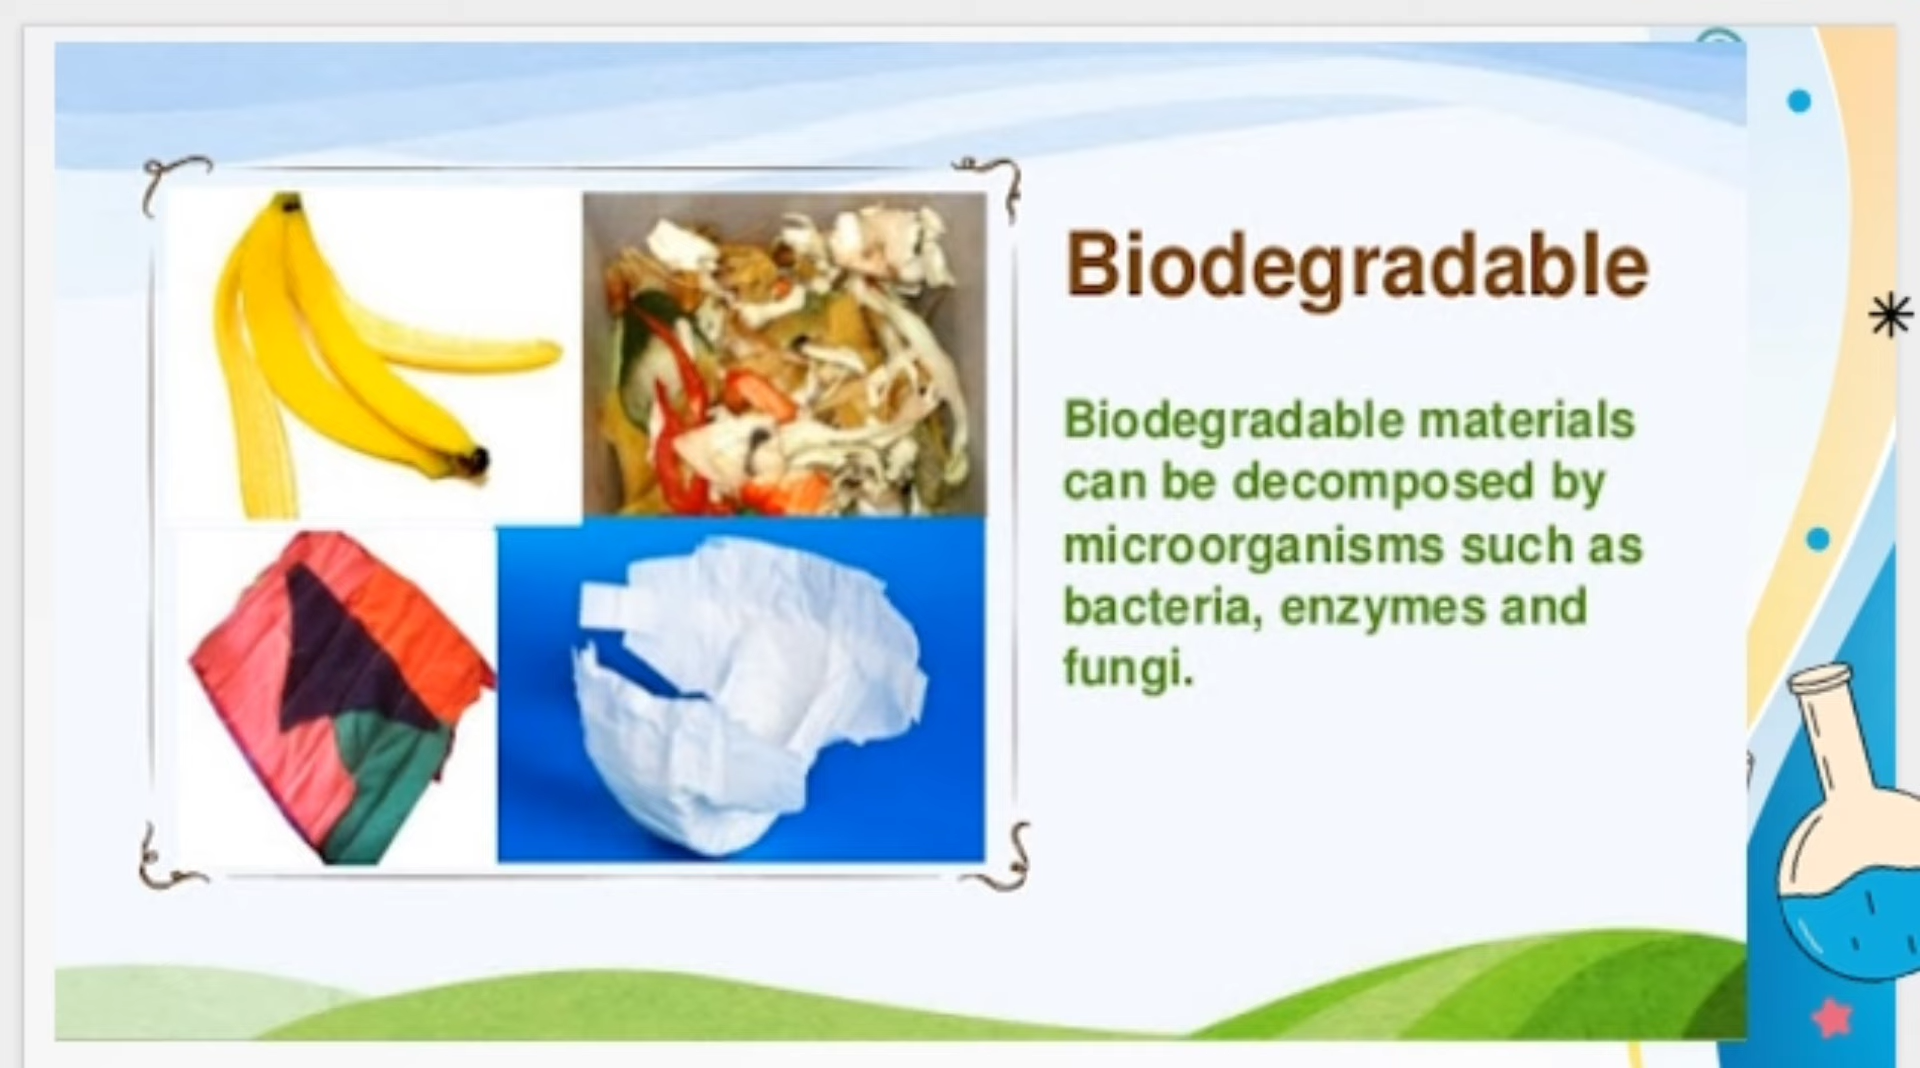 Biodegradable
Biodegradable materials
can be decomposed by
microorganisms such as
bacteria, enzymes and
fungi.